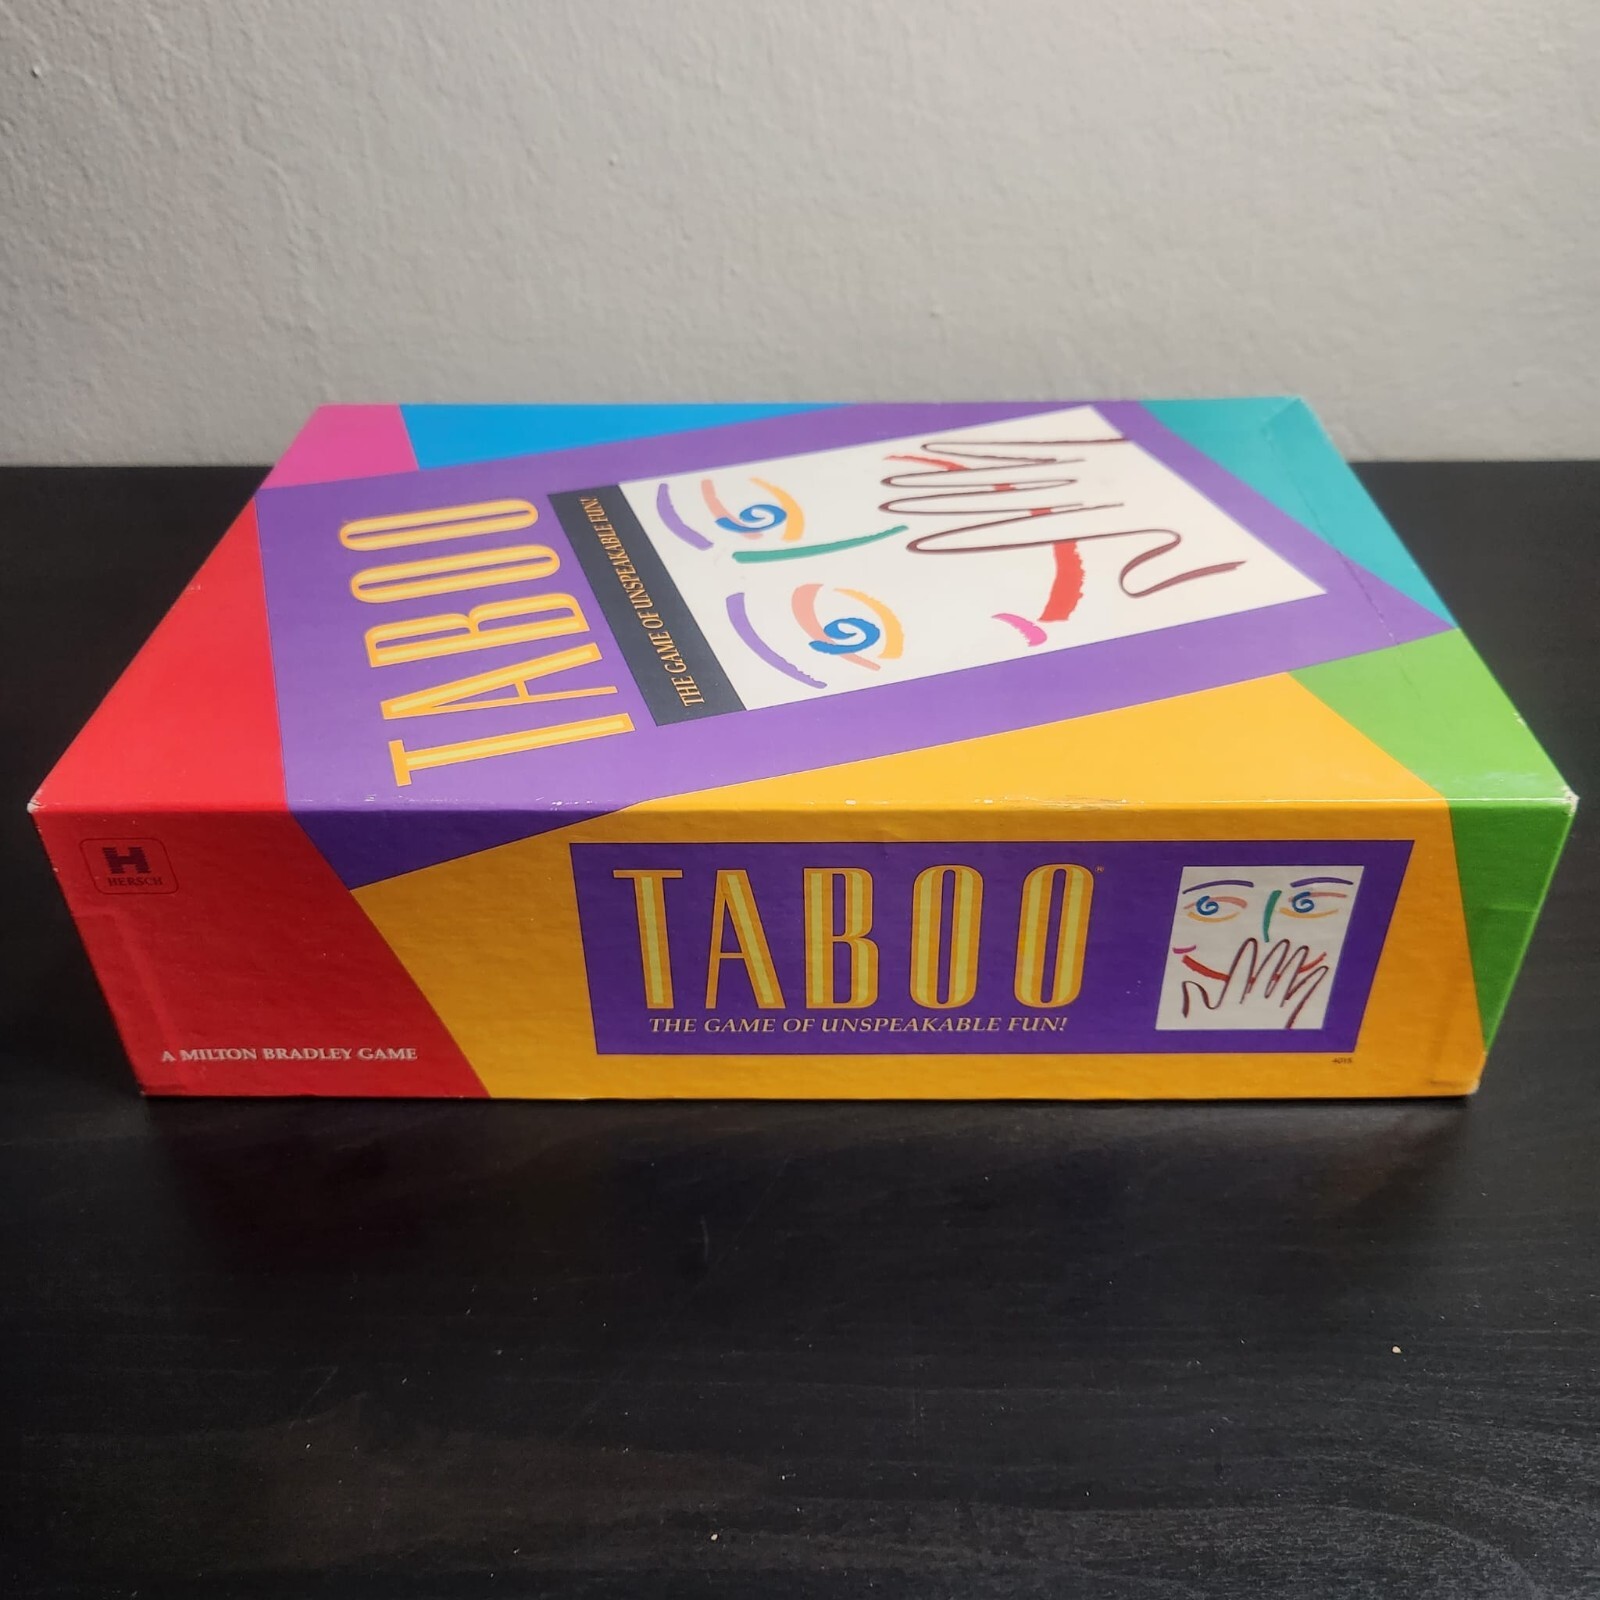 TABOO
THE GAME OF UNSPEAKABLE FUN!
H
HERSCH
TABOO®
THE GAME OF UNSPEAKABLE FUN!
A MILTON BRADLEY GAME